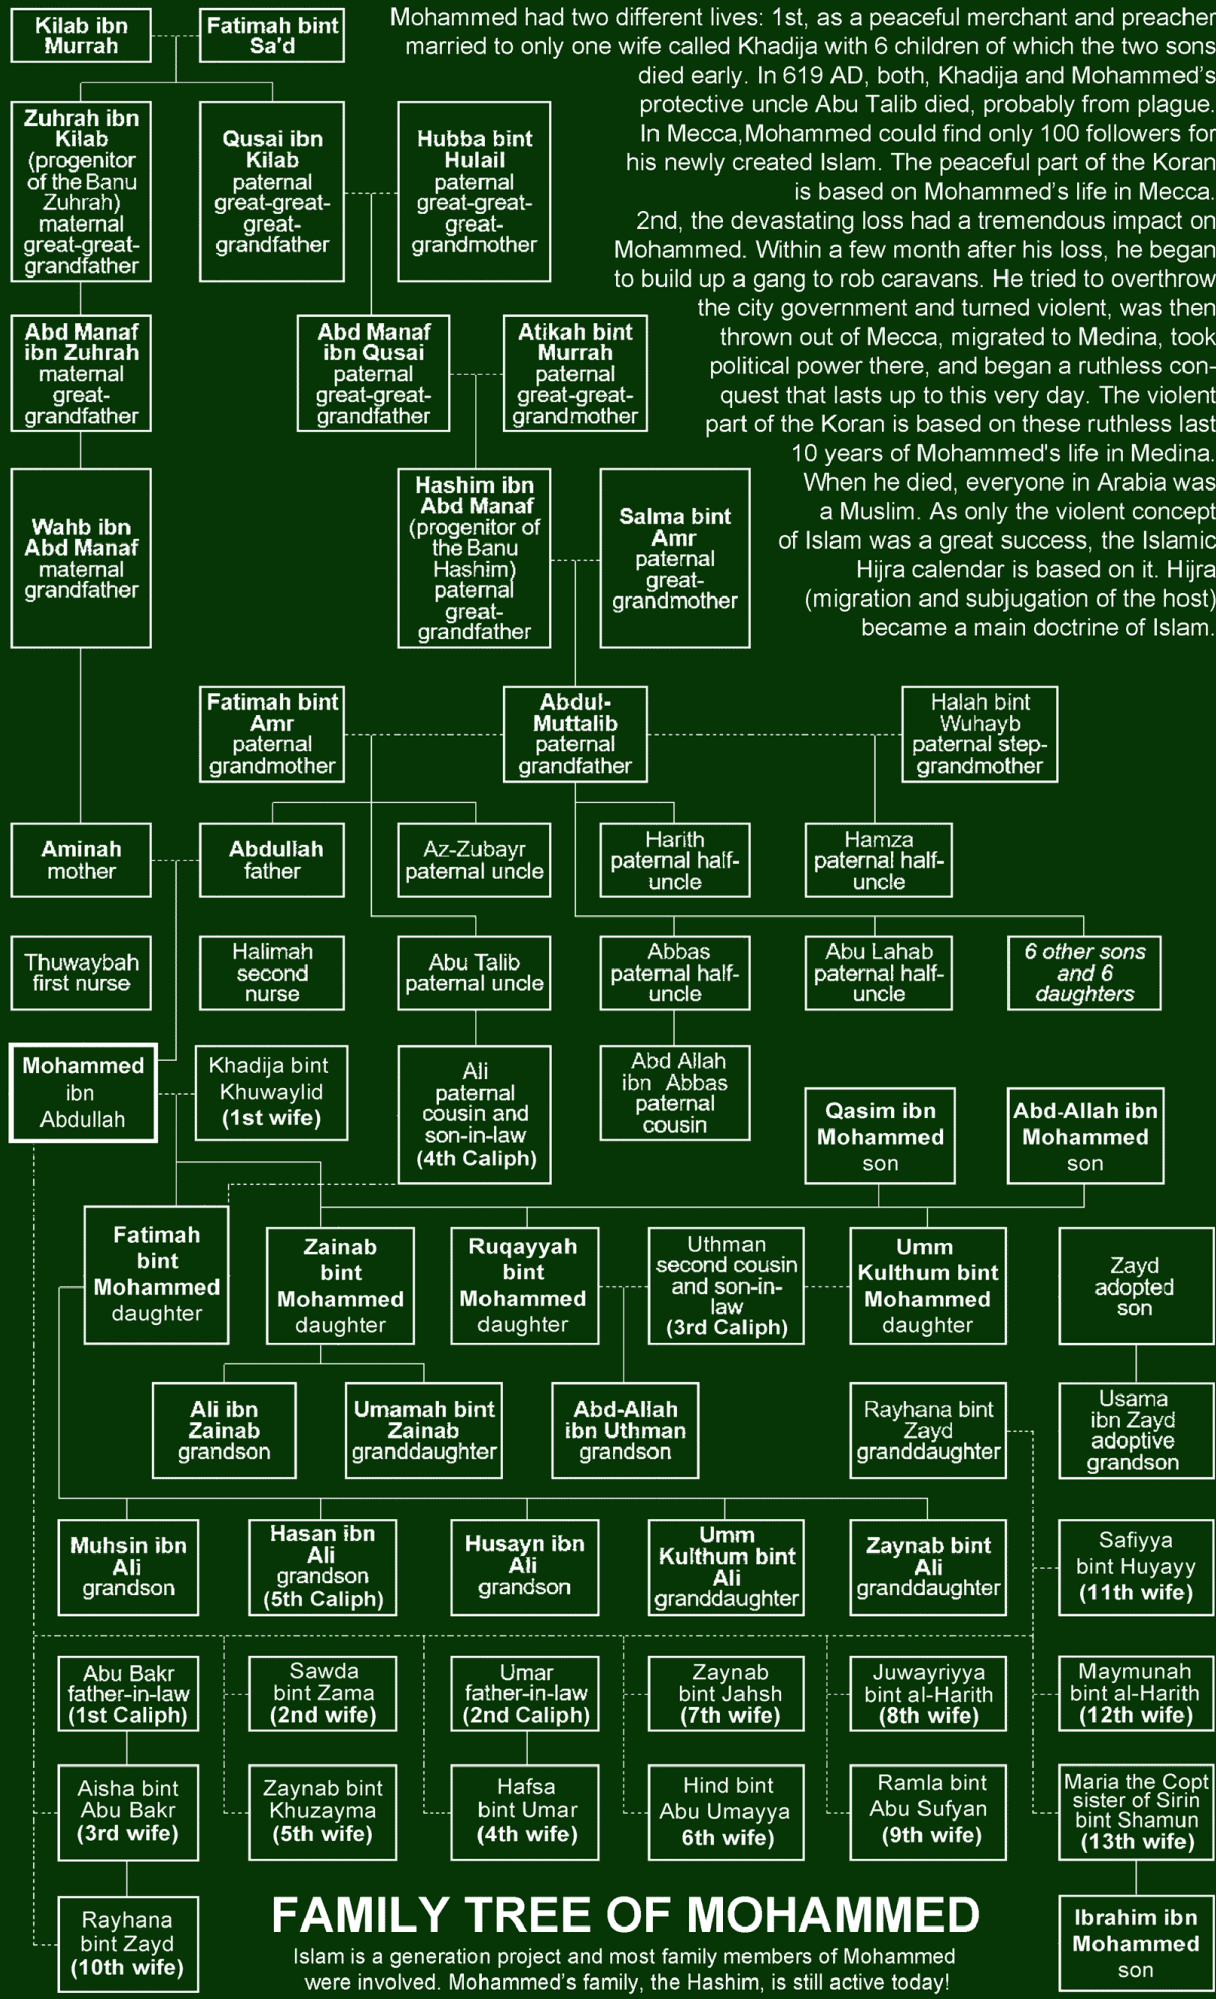 Kilab ibn
Murrah
Fatimah bint
Sa'd
Mohammed had two different lives: 1st, as a peaceful merchant and preacher
married to only one wife called Khadija with 6 children of which the two sons
died early. In 619 AD, both, Khadija and Mohammed's
protective uncle Abu Talib died, probably from plague.
In Mecca,Mohammed could find only 100 followers for
his newly created Islam. The peaceful part of the Koran
is based on Mohammed's life in Mecca.
2nd, the devastating loss had a tremendous impact on
Mohammed. Within a few month after his loss, he began
to build up a gang to rob caravans. He tried to overthrow
the city government and turned violent, was then
thrown out of Mecca, migrated to Medina, took
political power there, and began a ruthless con-
quest that lasts up to this very day. The violent
part of the Koran is based on these ruthless last
10 years of Mohammed's life in Medina.
When he died, everyone in Arabia was
a Muslim. As only the violent concept
of Islam was a great success, the Islamic
Hijra calendar is based on it. Hijra
(migration and subjugation of the host)
became a main doctrine of Islam.
Zuhrah ibn
Kilab
(progenitor
of the Banu
Zuhrah)
maternal
great-great-
grandfather
Qusai ibn
Kilab
paternal
great-great-
great-
grandfather
Hubba bint
Hulail
paternal
great-great-
great-
grandmother
Abd Manaf
ibn Zuhrah
maternal
great-
grandfather
Abd Manaf
ibn Qusai
paternal
great-great-
grandfather
Atikah bint
Murrah
paternal
great-great-
grandmother
Wahb ibn
Abd Manaf
maternal
grandfather
Hashim ibn
Abd Manaf
(progenitor of
the Banu
Hashim)
paternal
great-
grandfather
Salma bint
Amr
paternal
great-
grandmother
Fatimah bint
Amr
paternal
grandmother
Abdul-
Muttalib
paternal
grandfather
Halah bint
Wuhayb
paternal step-
grandmother
Aminah
mother
Abdullah
father
Az-Zubayr
paternal uncle
Harith
paternal half-
uncle
Hamza
paternal half-
uncle
Thuwaybah
first nurse
Halimah
second
nurse
Abu Talib
paternal uncle
Abbas
paternal half-
uncle
Abu Lahab
paternal half-
uncle
6 other sons
and 6
daughters
Mohammed
ibn
Abdullah
Khadija bint
Khuwaylid
(1st wife)
Ali
paternal
cousin and
son-in-law
(4th Caliph)
Abd Allah
ibn Abbas
paternal
cousin
Qasim ibn
Mohammed
son
Abd-Allah ibn
Mohammed
son
Fatimah
bint
Mohammed
daughter
Zainab
bint
Mohammed
daughter
Ruqayyah
bint
Mohammed
daughter
Uthman
second cousin
and son-in-
law
(3rd Caliph)
Umm
Kulthum bint
Mohammed
daughter
Zayd
adopted
son
Ali ibn
Zainab
grandson
Umamah bint
Zainab
granddaughter
Abd-Allah
ibn Uthman
grandson
Rayhana bint
Zayd
granddaughter
Usama
ibn Zayd
adoptive
grandson
Muhsin ibn
Ali
grandson
Hasan ibn
Ali
grandson
(5th Caliph)
Husayn ibn
Ali
grandson
Umm
Kulthum bint
Ali
granddaughter
Zaynab bint
Ali
granddaughter
Safiyya
bint Huyayy
(11th wife)
Abu Bakr
father-in-law
(1st Caliph)
Sawda
bint Zama
(2nd wife)
Umar
father-in-law
(2nd Caliph)
Zaynab
bint Jahsh
(7th wife)
Juwayriyya
bint al-Harith
(8th wife)
Maymunah
bint al-Harith
(12th wife)
Aisha bint
Abu Bakr
(3rd wife)
Zaynab bint
Khuzayma
(5th wife)
Hafsa
bint Umar
(4th wife)
Hind bint
Abu Umayya
6th wife)
Ramla bint
Abu Sufyan
(9th wife)
Maria the Copt
sister of Sirin
bint Shamun
(13th wife)
Rayhana
bint Zayd
(10th wife)
FAMILY TREE OF MOHAMMED
Islam is a generation project and most family members of Mohammed
were involved. Mohammed's family, the Hashim, is still active today!
Ibrahim ibn
Mohammed
son